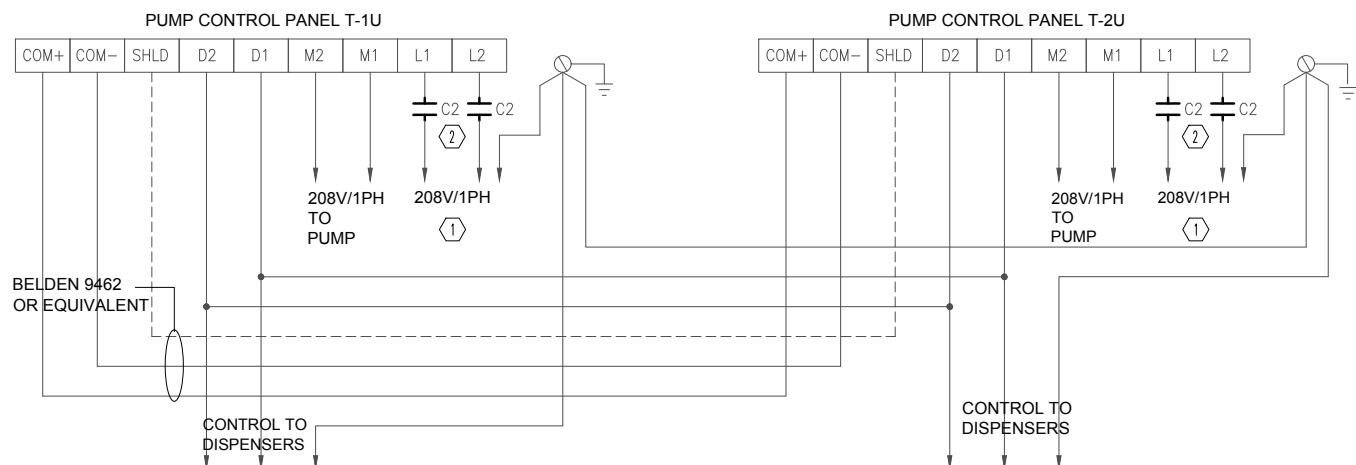 PUMP CONTROL PANEL T-1U
COM+ COM- SHLD D2 D1 M2 M1 L1 L2
C2 C2
2
208V/1PH
TO
PUMP
208V/1PH
1
BELDEN 9462
OR EQUIVALENT
CONTROL TO
DISPENSERS
PUMP CONTROL PANEL T-2U
COM+ COM- SHLD D2 D1 M2 M1 L1 L2
C2 C2
2
208V/1PH
TO
PUMP
208V/1PH
1
CONTROL TO
DISPENSERS